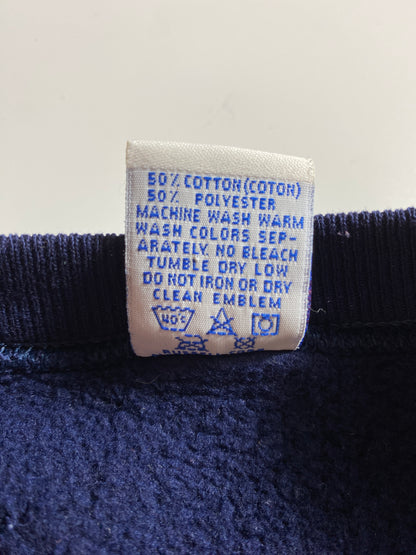 50% COTTON(COTON)
50% POLYESTER
MACHINE WASH WARM
WASH COLORS SEP-
ARATELY. NO BLEACH
TUMBLE DRY LOW
DO NOT IRON OR DRY
CLEAN EMBLEM
40°C